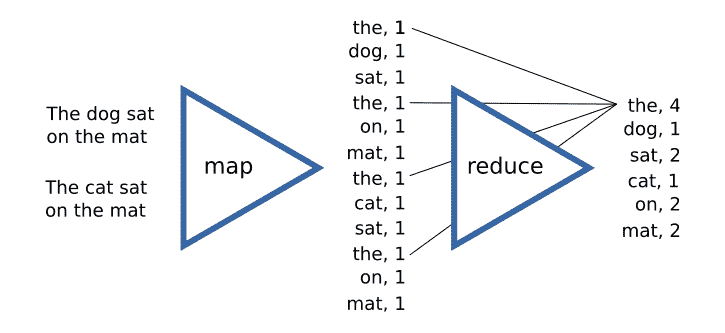 The dog sat
on the mat
The cat sat
on the mat
map
the, 1
dog, 1
sat, 1
the, 1
on, 1
mat, 1
the, 1
cat, 1
sat, 1
the, 1
on, 1
mat, 1
reduce
the, 4
dog, 1
sat, 2
cat, 1
on, 2
mat, 2